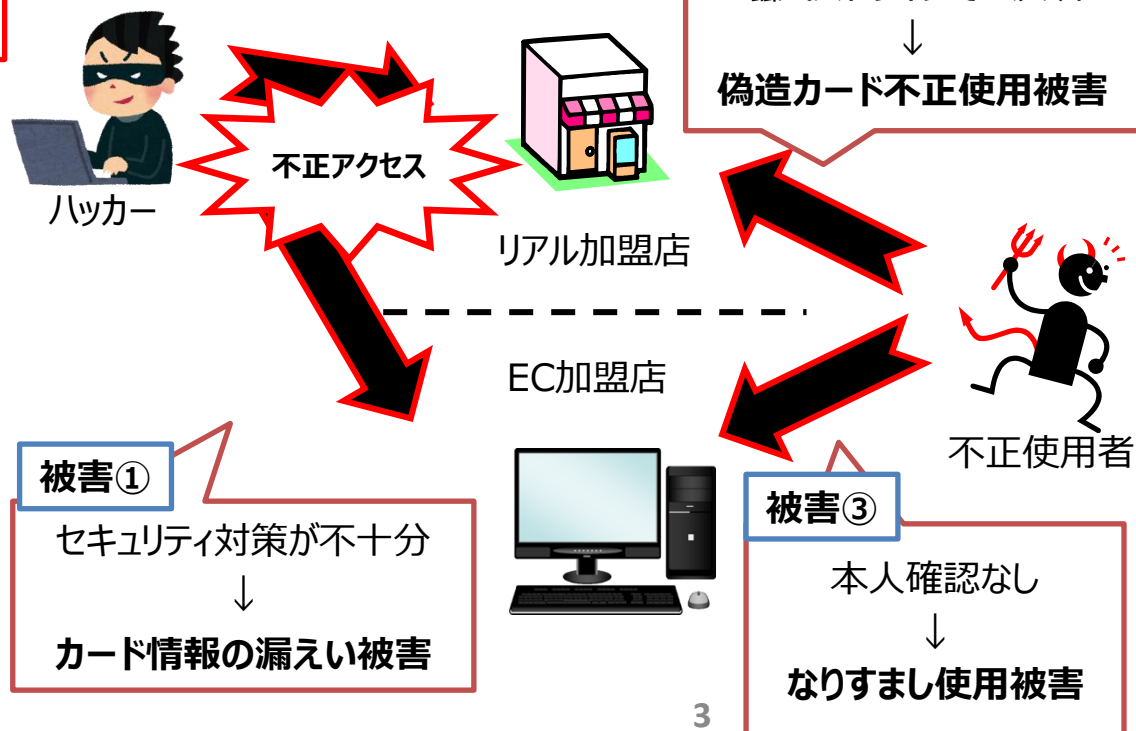 ↓
偽造カード不正使用被害
不正アクセス
ハッカー
リアル加盟店
EC加盟店
不正使用者
被害①
セキュリティ対策が不十分
↓
カード情報の漏えい被害
被害③
本人確認なし
↓
なりすまし使用被害
3